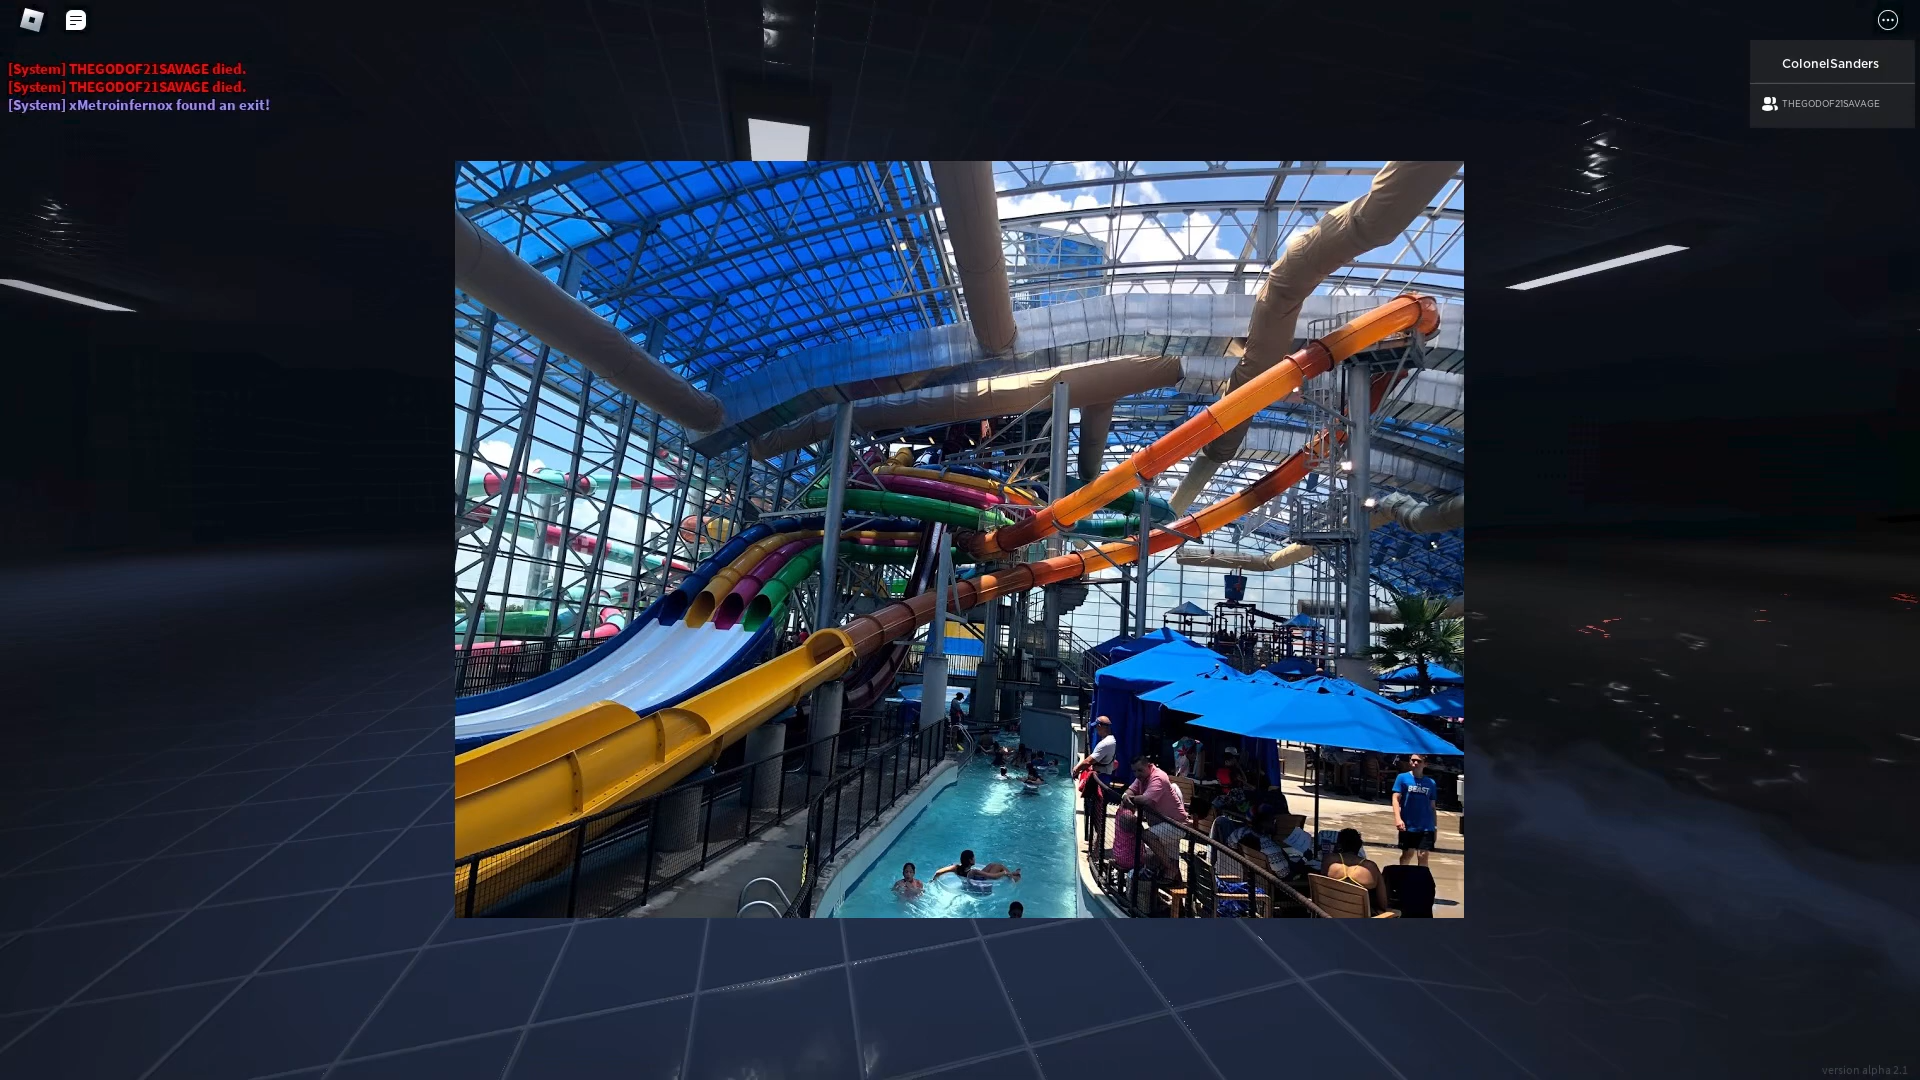 [System] THEGODOF21SAVAGE died.
[System] THEGODOF21SAVAGE died.
[System] xMetroinfernox found an exit!
ColonelSanders
THEGODOF21SAVAGE
BEAST
version alpha 2.1